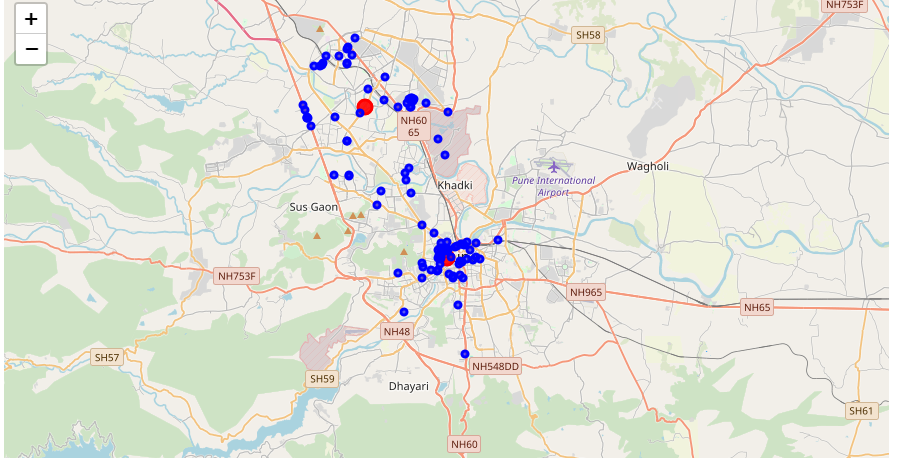 +
−
NH753F
SH58
NH60
65
Wagholi
Khadki
Pune International
Airport
Sus Gaon
NH753F
NH965
NH65
NH48
SH57
NH548DD
SH59
Dhayari
SH61
NH60